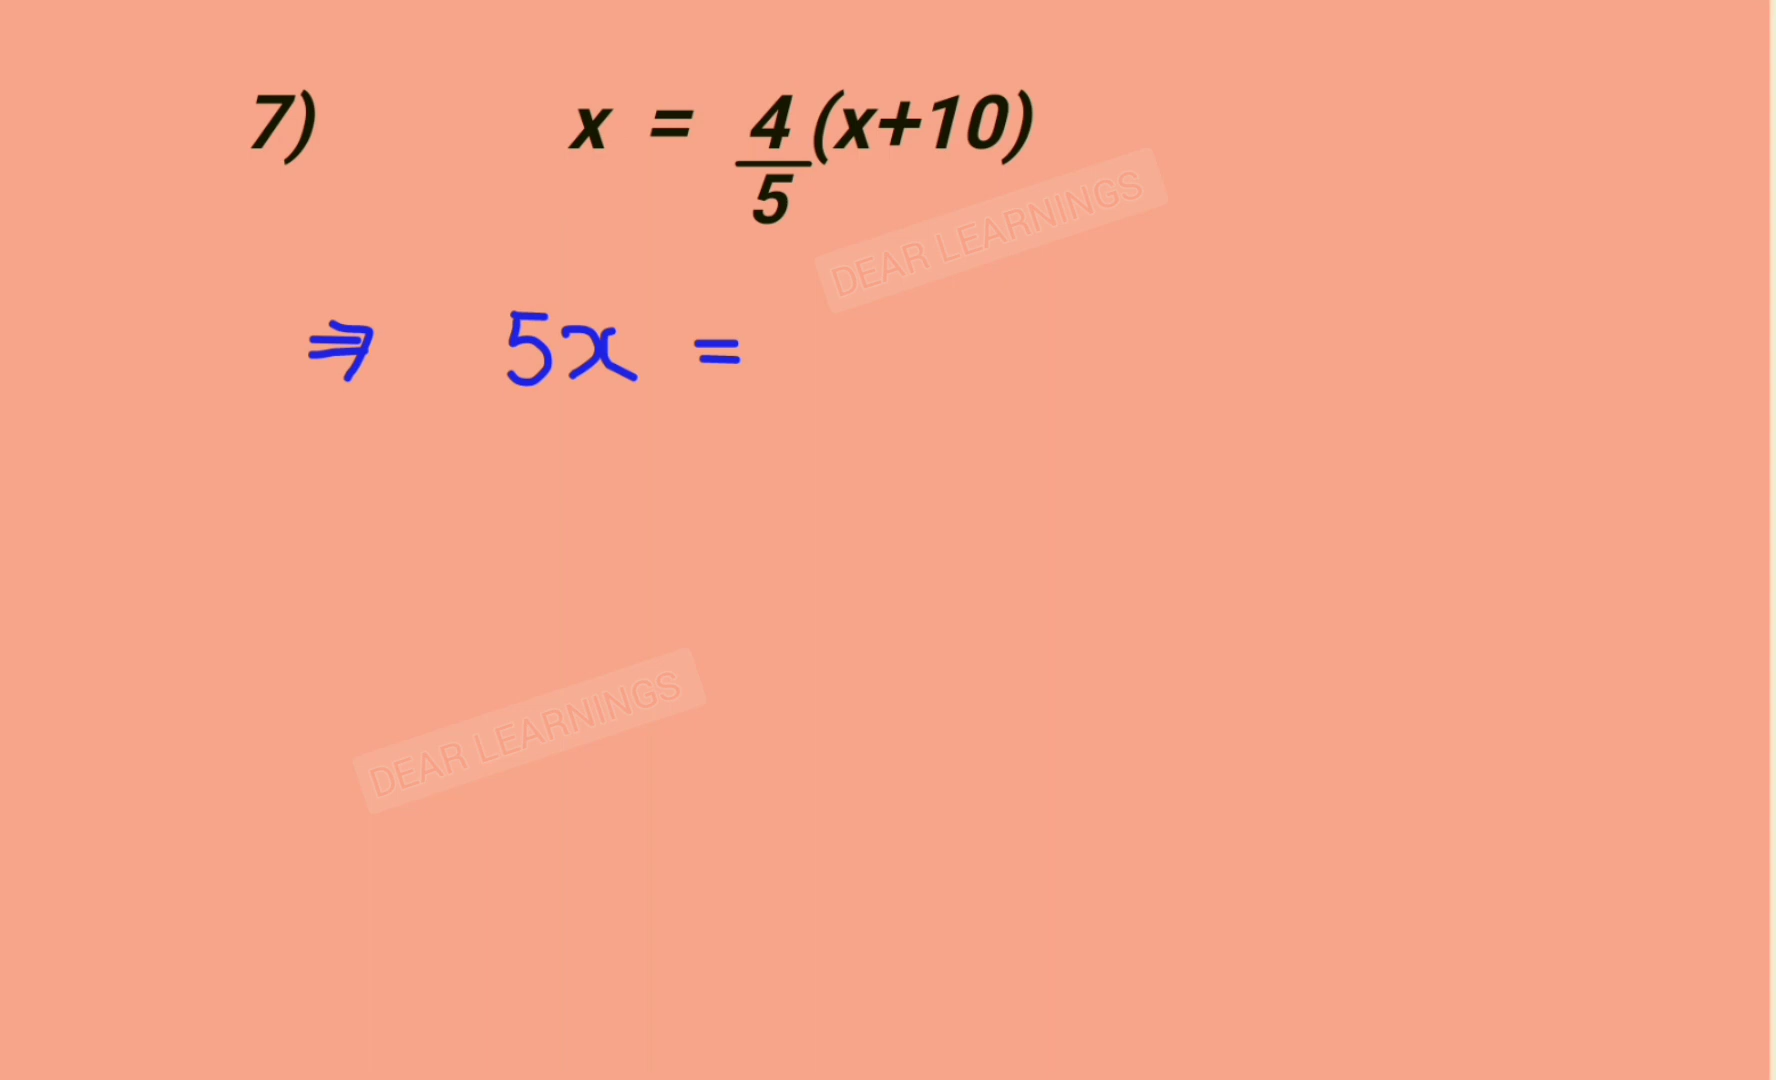 7) x = 4/5 (x+10)
DEAR LEARNINGS
⇒ 5x =
DEAR LEARNINGS